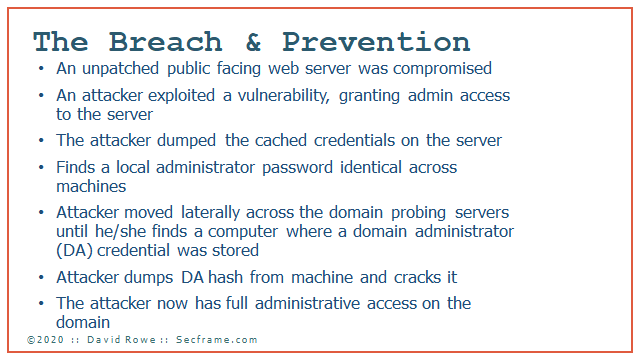 The Breach & Prevention
• An unpatched public facing web server was compromised
• An attacker exploited a vulnerability, granting admin access
to the server
• The attacker dumped the cached credentials on the server
• Finds a local administrator password identical across
machines
• Attacker moved laterally across the domain probing servers
until he/she finds a computer where a domain administrator
(DA) credential was stored
• Attacker dumps DA hash from machine and cracks it
• The attacker now has full administrative access on the
domain
©2020 :: David Rowe :: Secframe.com